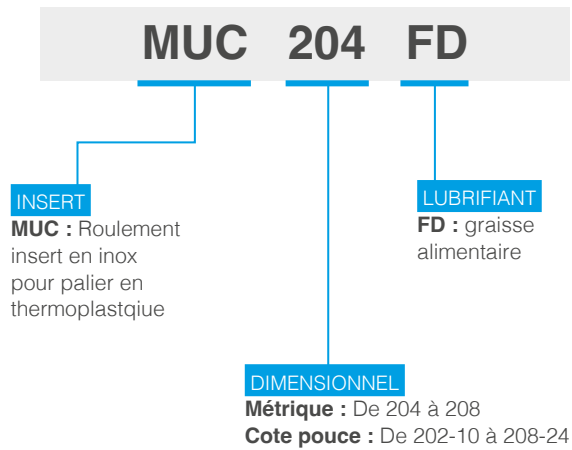 MUC 204 FD
INSERT
MUC : Roulement
insert en inox
pour palier en
thermoplastqiue
LUBRIFIANT
FD : graisse
alimentaire
DIMENSIONNEL
Métrique : De 204 à 208
Cote pouce : De 202-10 à 208-24